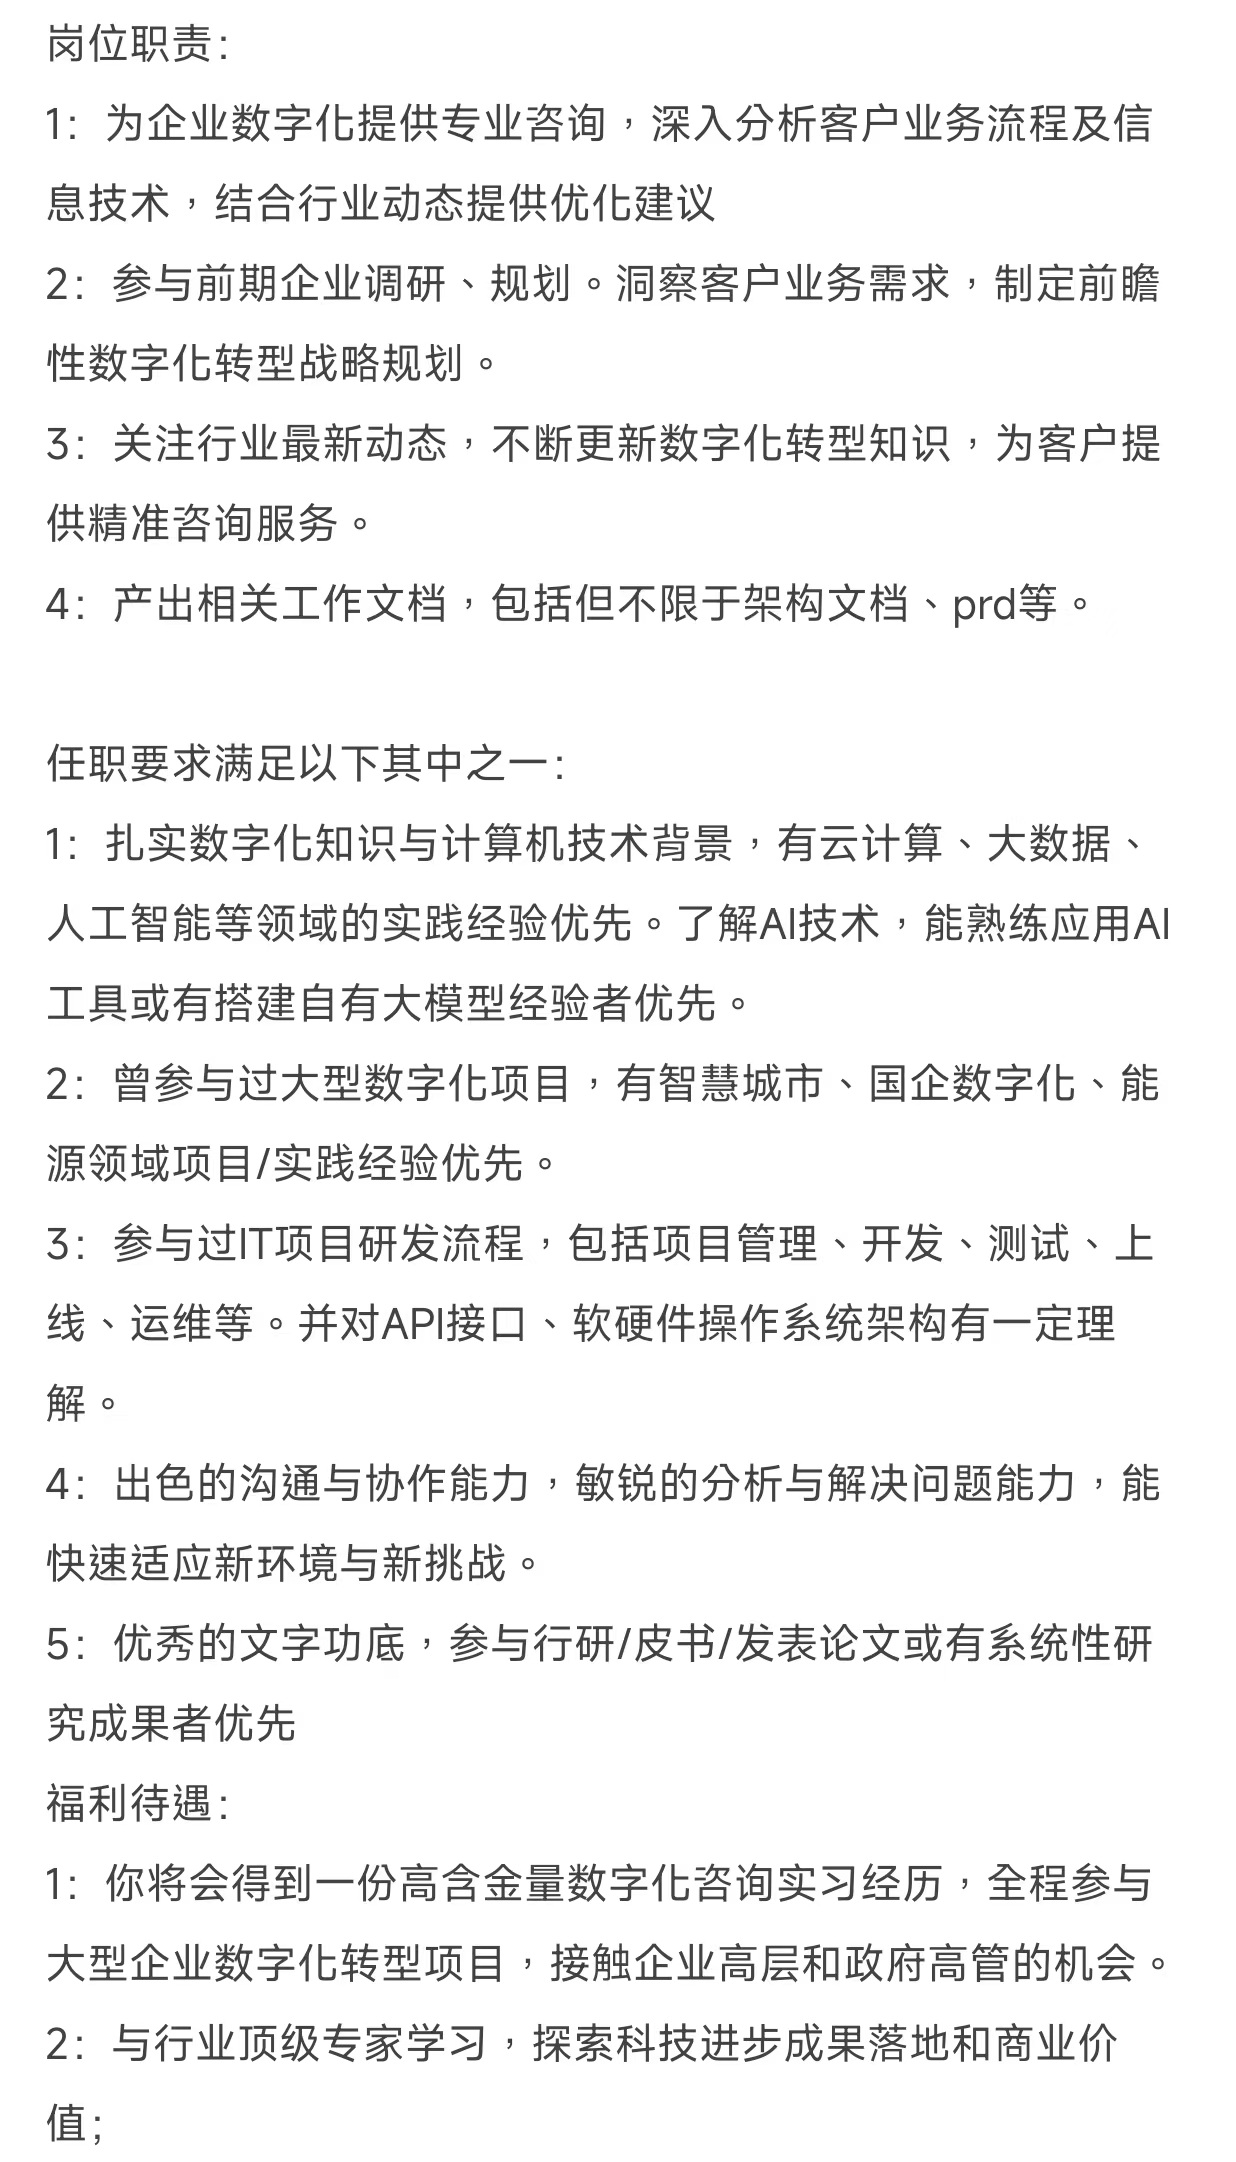 岗位职责：
1：为企业数字化提供专业咨询，深入分析客户业务流程及信
息技术，结合行业动态提供优化建议
2：参与前期企业调研、规划。洞察客户业务需求，制定前瞻
性数字化转型战略规划。
3：关注行业最新动态，不断更新数字化转型知识，为客户提
供精准咨询服务。
4：产出相关工作文档，包括但不限于架构文档、prd等。
任职要求满足以下其中之一：
1：扎实数字化知识与计算机技术背景，有云计算、大数据、
人工智能等领域的实践经验优先。了解AI技术，能熟练应用AI
工具或有搭建自有大模型经验者优先。
2：曾参与过大型数字化项目，有智慧城市、国企数字化、能
源领域项目/实践经验优先。
3：参与过IT项目研发流程，包括项目管理、开发、测试、上
线、运维等。并对API接口、软硬件操作系统架构有一定理
解。
4：出色的沟通与协作能力，敏锐的分析与解决问题能力，能
快速适应新环境与新挑战。
5：优秀的文字功底，参与行研/皮书/发表论文或有系统性研
究成果者优先
福利待遇：
1：你将会得到一份高含金量数字化咨询实习经历，全程参与
大型企业数字化转型项目，接触企业高层和政府高管的机会。
2：与行业顶级专家学习，探索科技进步成果落地和商业价
值；